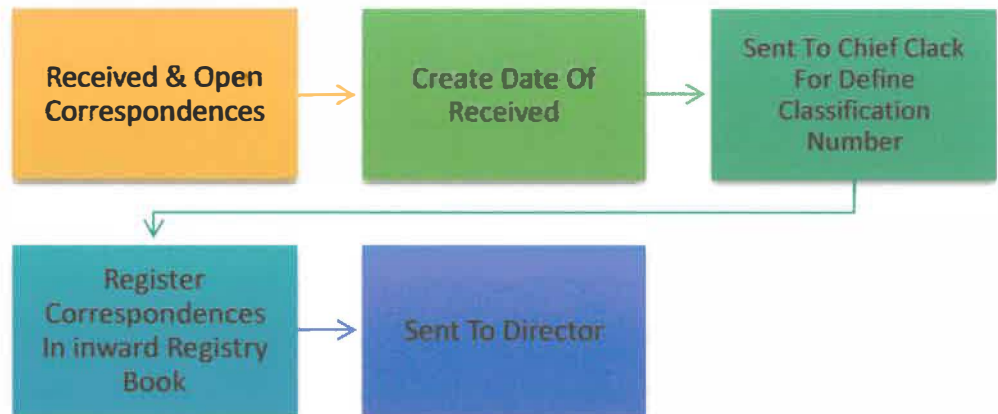 Received & Open
Correspondences
Create Date Of
Received
Sent To Chief Clack
For Define
Classification
Number
Register
Correspondences
In inward Registry
Book
Sent To Director